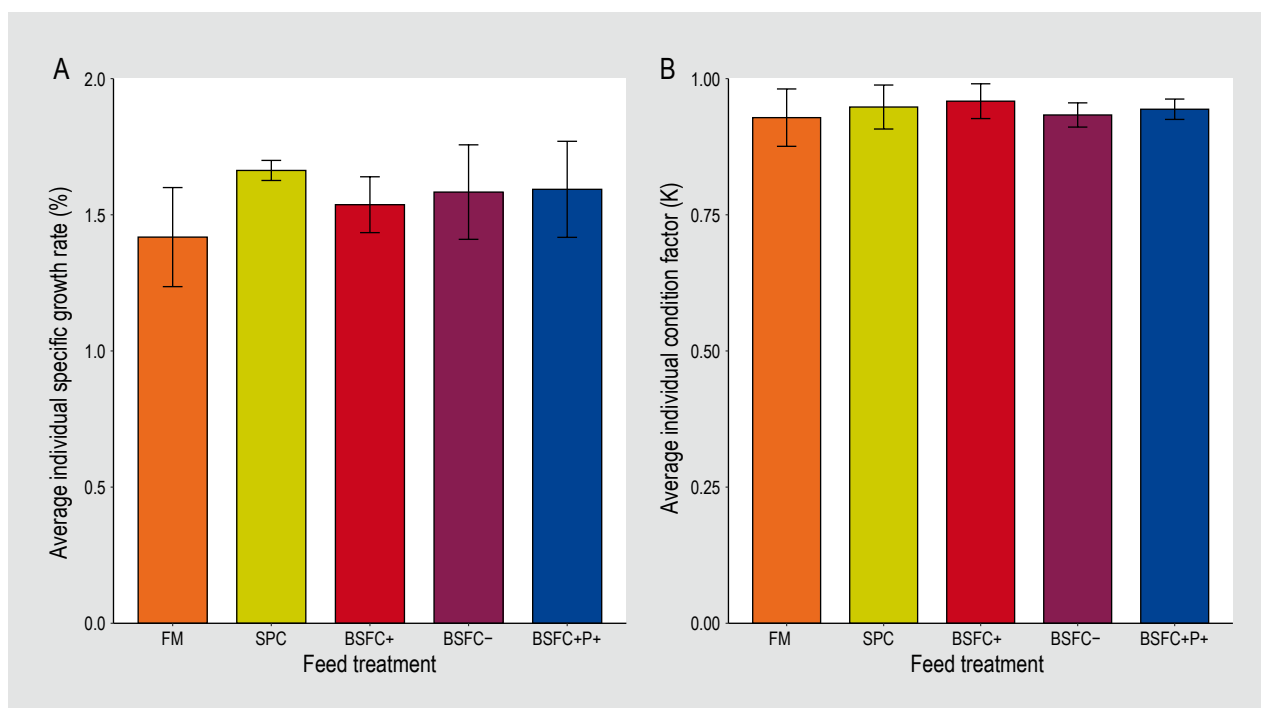 A
Average individual specific growth rate (%)
2.0
1.5
1.0
0.5
0.0
FM SPC BSFC+ BSFC− BSFC+P+
Feed treatment
B
Average individual condition factor (K)
1.00
0.75
0.50
0.25
0.00
FM SPC BSFC+ BSFC− BSFC+P+
Feed treatment